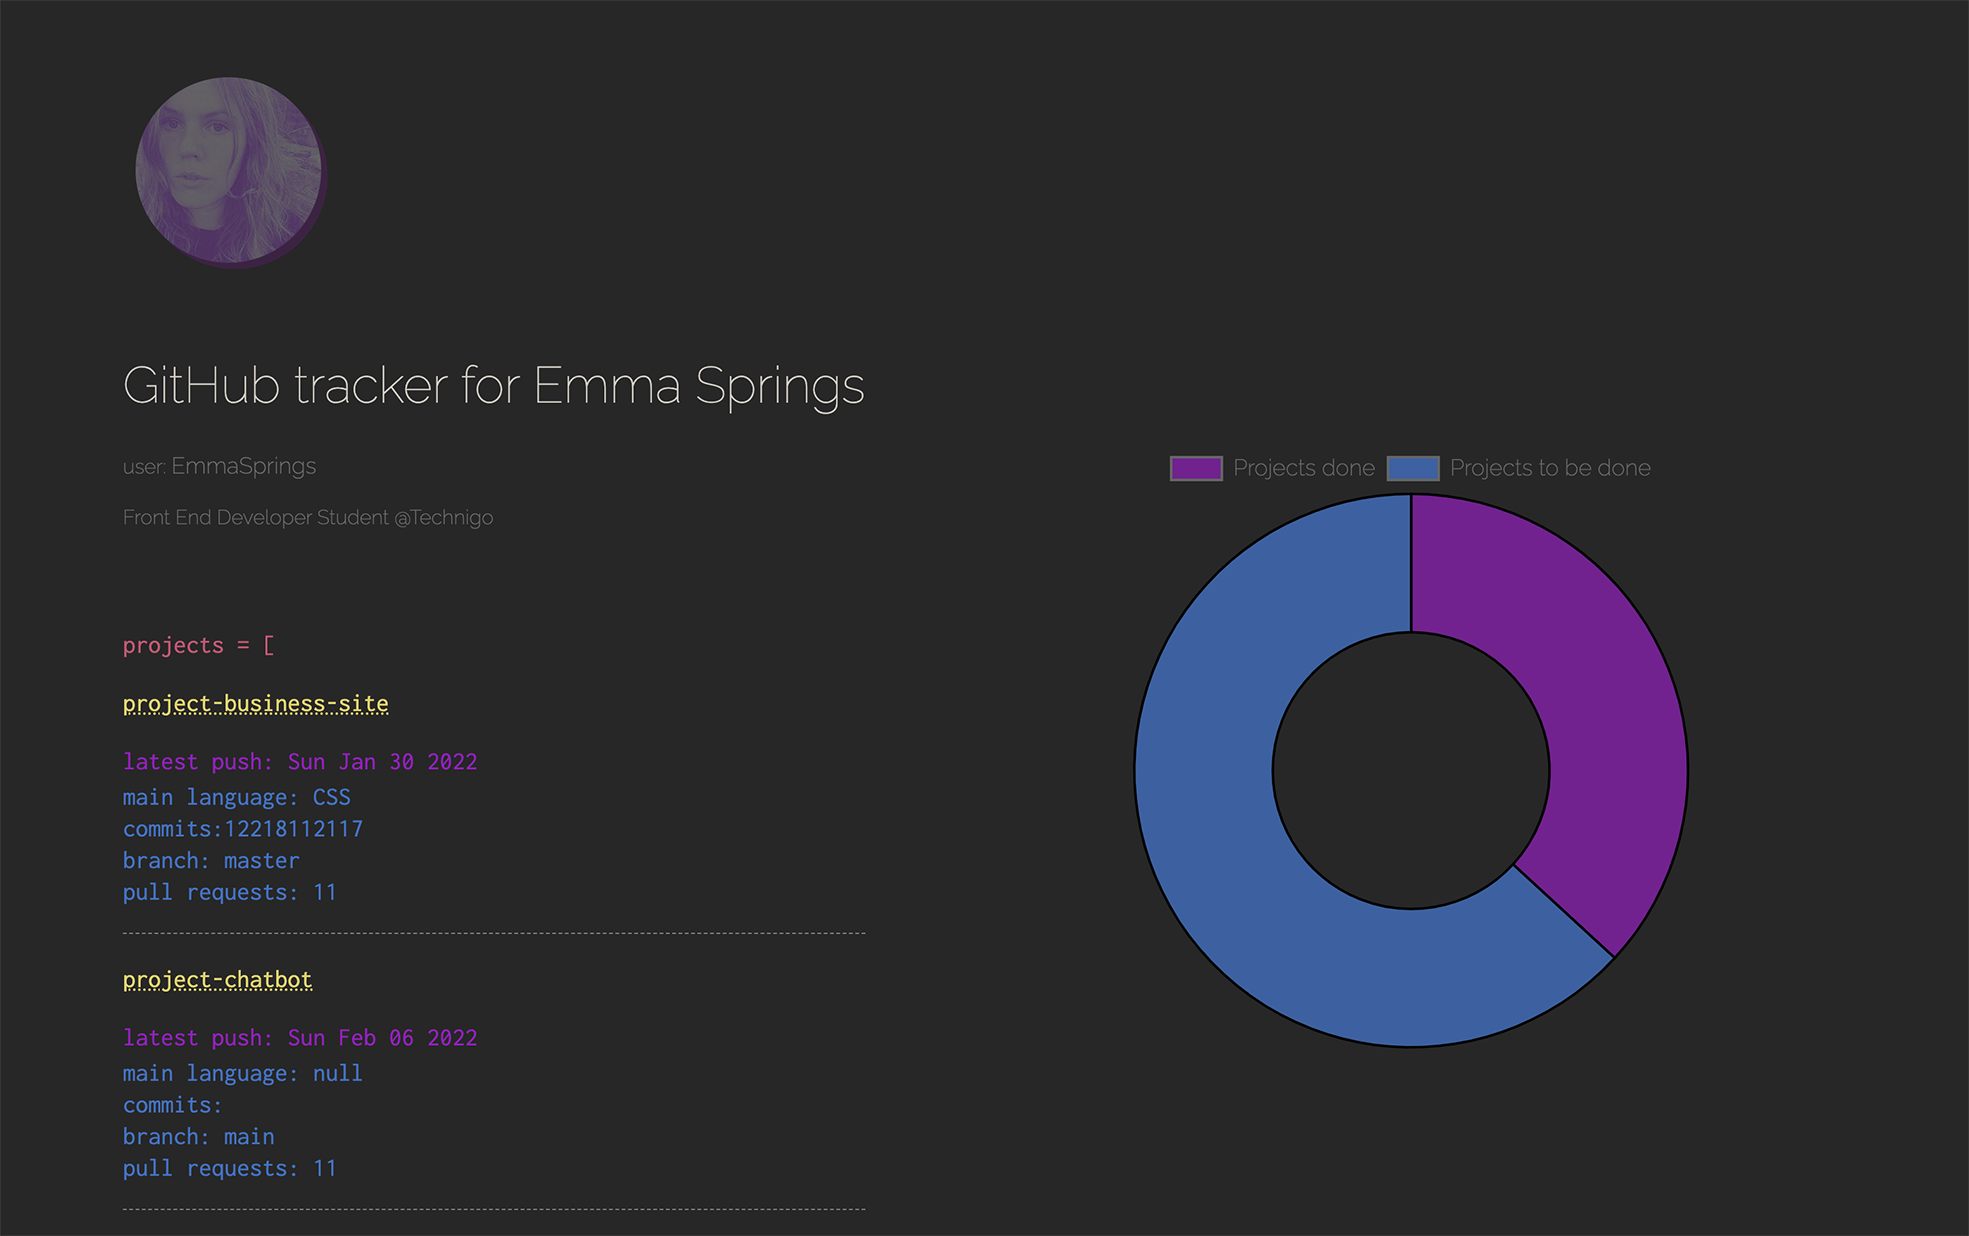 GitHub tracker for Emma Springs
user: EmmaSprings
Front End Developer Student @Technigo
projects = [
project-business-site
latest push: Sun Jan 30 2022
main language: CSS
commits:12218112117
branch: master
pull requests: 11
project-chatbot
latest push: Sun Feb 06 2022
main language: null
commits:
branch: main
pull requests: 11
Projects done
Projects to be done